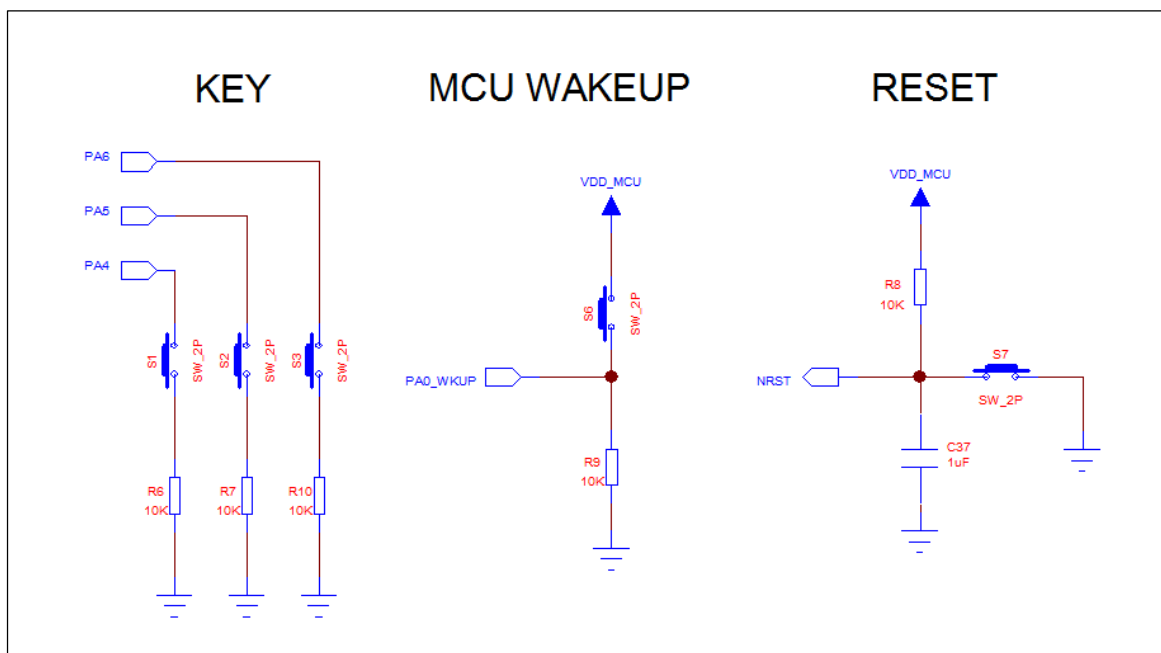 KEY
PA6
PA5
PA4
S1
SW_2P
S2
SW_2P
S3
SW_2P
R6
10K
R7
10K
R10
10K
MCU WAKEUP
VDD_MCU
S6
SW_2P
PA0_WKUP
R9
10K
RESET
VDD_MCU
R8
10K
NRST
S7
SW_2P
C37
1uF